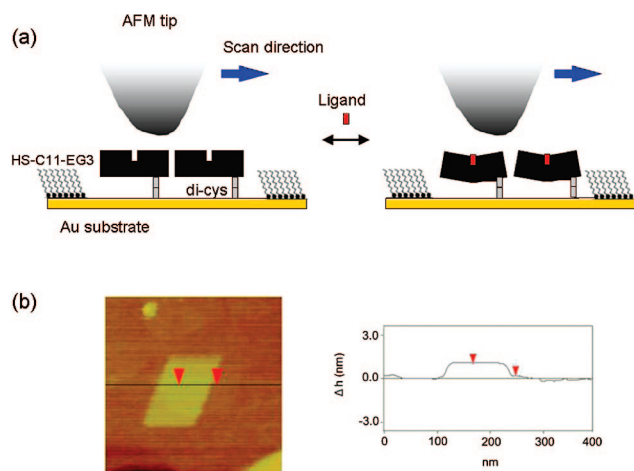 (a)
AFM tip
Scan direction
Ligand
HS-C11-EG3
di-cys
Au substrate
(b)
Δh (nm)
3.0
0.0
-3.0
0 100 200 300 400
nm